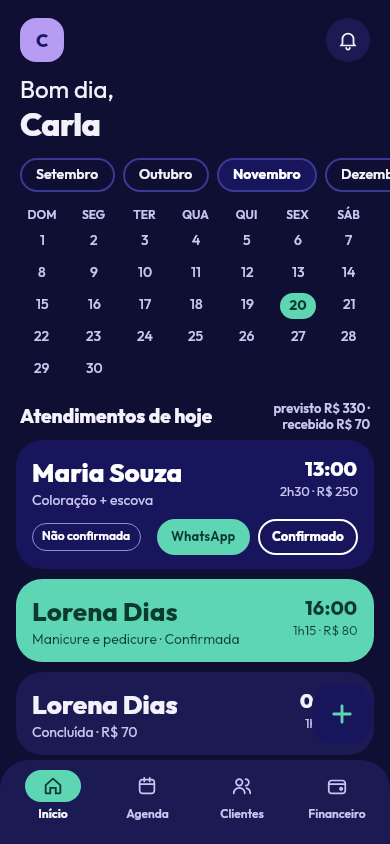 C
Bom dia,
Carla
Setembro Outubro Novembro Dezemb
DOM SEG TER QUA QUI SEX SÁB
1 2 3 4 5 6 7
8 9 10 11 12 13 14
15 16 17 18 19 20 21
22 23 24 25 26 27 28
29 30
Atendimentos de hoje
previsto R$ 330 ·
recebido R$ 70
Maria Souza 13:00
Coloração + escova 2h30 · R$ 250
Não confirmada WhatsApp Confirmado
Lorena Dias 16:00
Manicure e pedicure · Confirmada 1h15 · R$ 80
Lorena Dias
Concluída · R$ 70
Início Agenda Clientes Financeiro